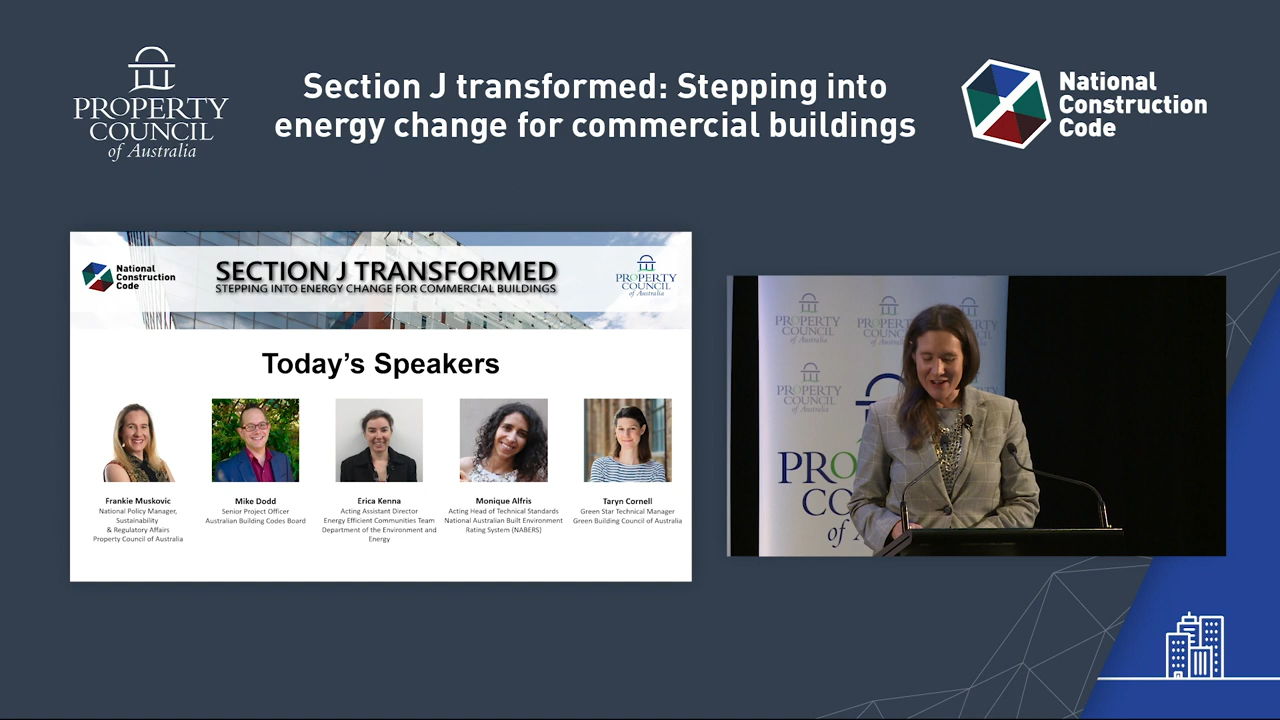 PROPERTY
COUNCIL
of Australia
Section J transformed: Stepping into
energy change for commercial buildings
National
Construction
Code
National
Construction
Code
SECTION J TRANSFORMED
STEPPING INTO ENERGY CHANGE FOR COMMERCIAL BUILDINGS
PROPERTY
COUNCIL
of Australia
Today's Speakers
Frankie Muskovic
National Policy Manager,
Sustainability
& Regulatory Affairs
Property Council of Australia
Mike Dodd
Senior Project Officer
Australian Building Codes Board
Erica Kenna
Acting Assistant Director
Energy Efficient Communities Team
Department of the Environment and
Energy
Monique Alfris
Acting Head of Technical Standards
National Australian Built Environment
Rating System (NABERS)
Taryn Cornell
Green Star Technical Manager
Green Building Council of Australia
PROPERTY
COUNCIL
of Australia
PROPERTY
COUNCIL
of Australia
PRO
CO
of A